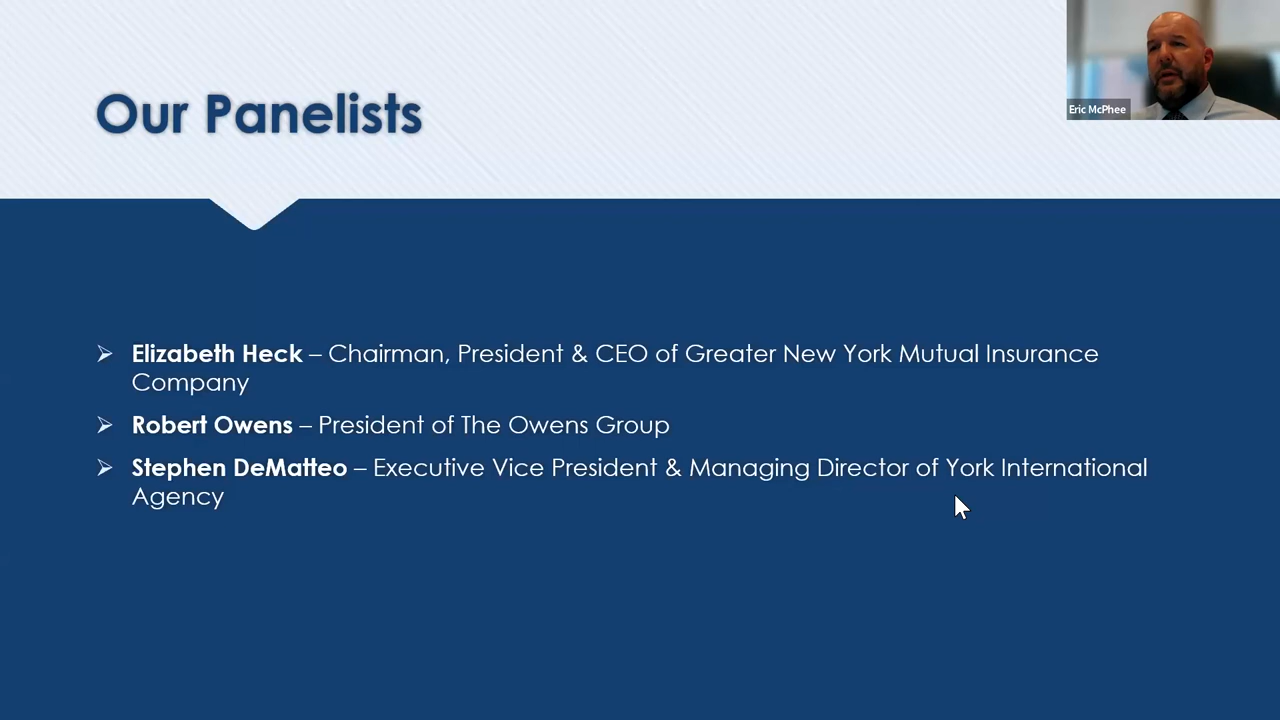 Our Panelists
Eric McPhee
➢ Elizabeth Heck – Chairman, President & CEO of Greater New York Mutual Insurance
Company
➢ Robert Owens – President of The Owens Group
➢ Stephen DeMatteo – Executive Vice President & Managing Director of York International
Agency